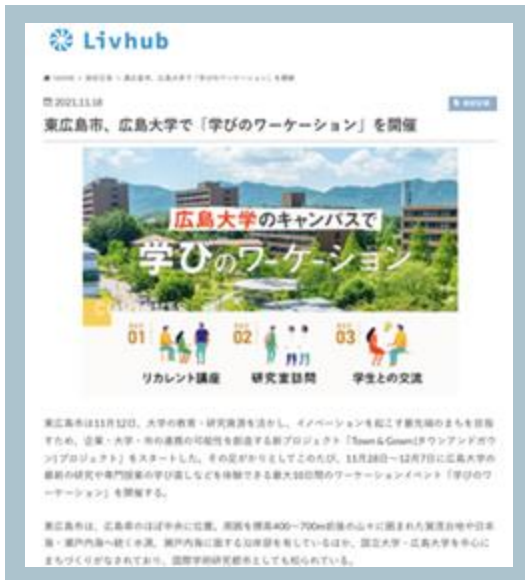 Livhub
2021.11.18
東広島市、広島大学で「学びのワーケーション」を開催
広島大学のキャンパスで
学びのワーケーション
01 02 03
リカレント講座 研究室訪問 学生との交流
東広島市は11月12日、大学の教育・研究資源を活かし、イノベーションを起こす最先端のまちを目指
すため、企業・大学・市の連携の可能性を創造する新プロジェクト「Town & Gown(タウンアンドガウ
ン)プロジェクト」をスタートした。その足がかりとしてこのたび、11月28日〜12月7日に広島大学の
最新の研究や専門授業の学び直しなどを体験できる最大10日間のワーケーションイベント「学びのワ
ーケーション」を開催する。
東広島市は、広島県のほぼ中央に位置。周囲を標高400〜700m前後の山々に囲まれた賀茂台地や日本
海・瀬戸内海へ続く水源、瀬戸内海に面する沿岸部を有しているほか、国立大学・広島大学を中心に
まちづくりがなされており、国際学術研究都市としても知られている。